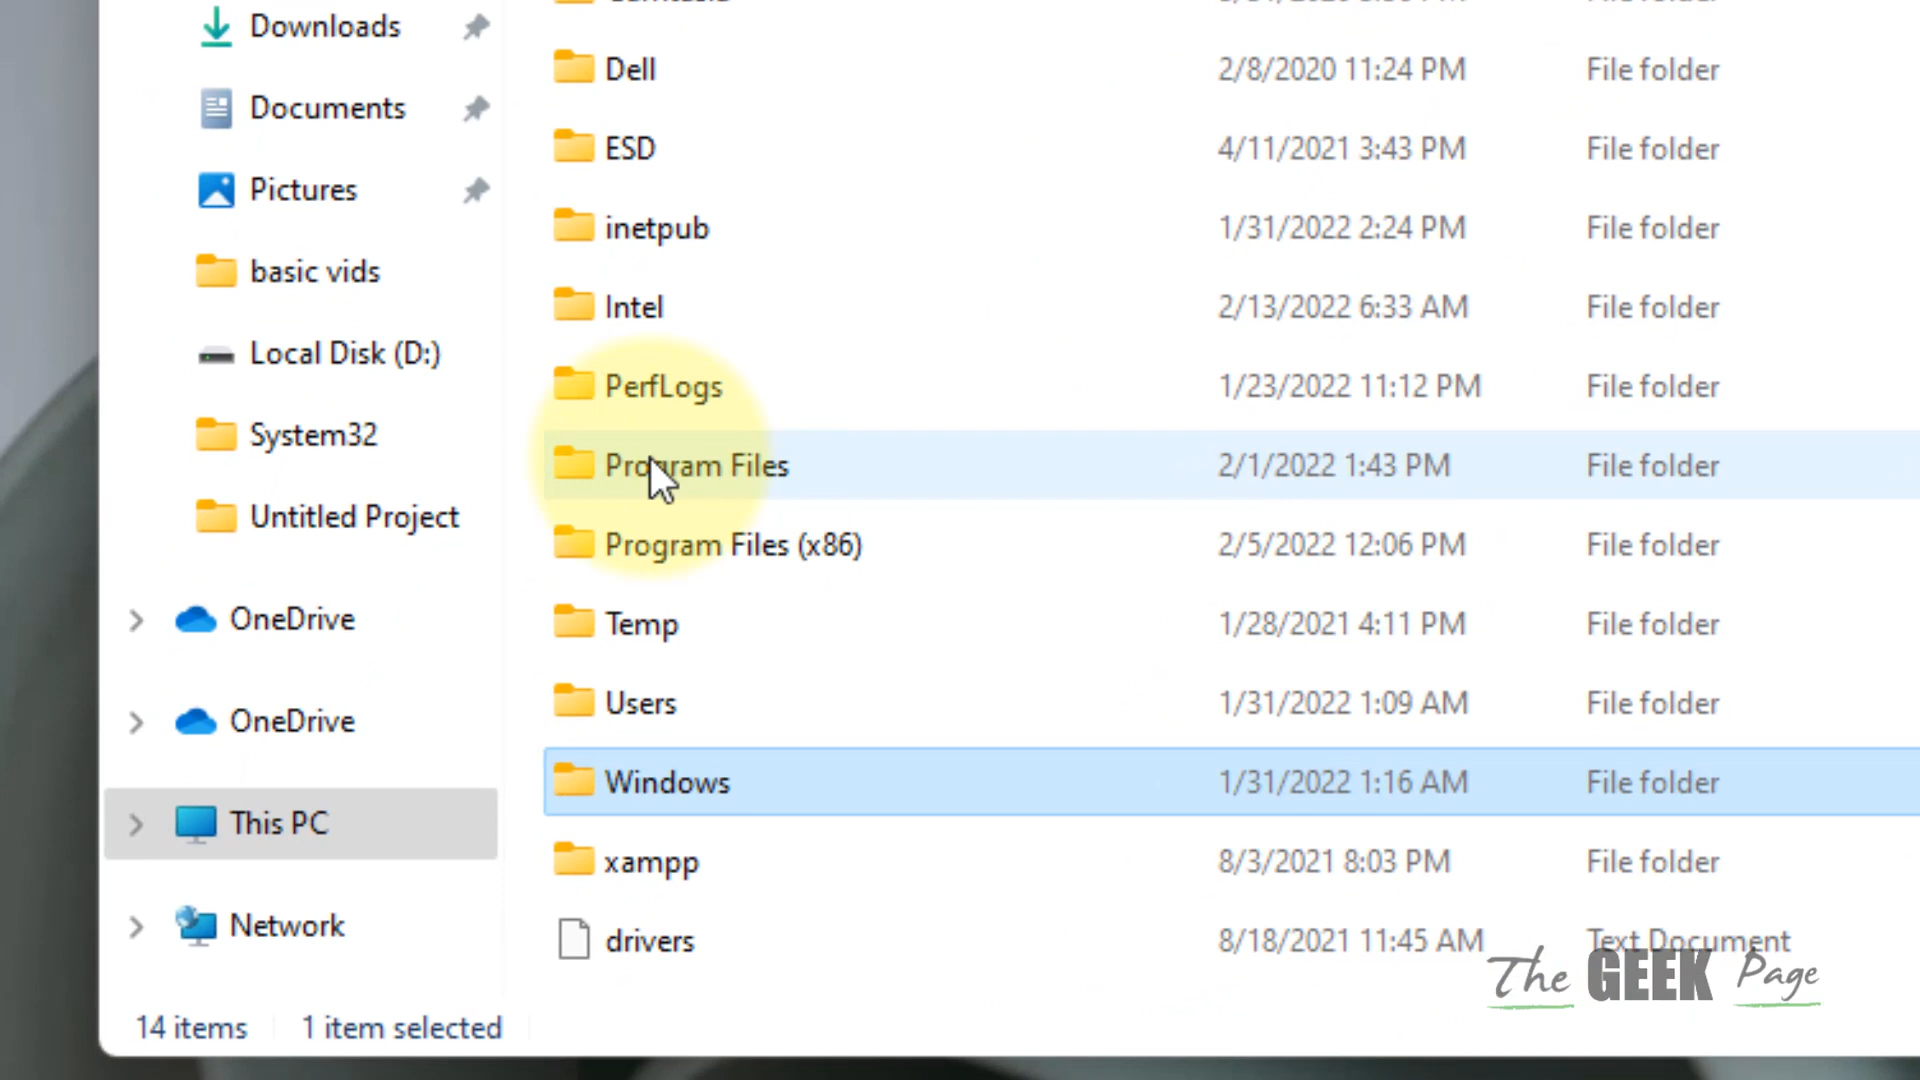 Downloads
Documents
Pictures
basic vids
Local Disk (D:)
System32
Untitled Project
OneDrive
OneDrive
This PC
Network
Dell 2/8/2020 11:24 PM File folder
ESD 4/11/2021 3:43 PM File folder
inetpub 1/31/2022 2:24 PM File folder
Intel 2/13/2022 6:33 AM File folder
PerfLogs 1/23/2022 11:12 PM File folder
Program Files 2/1/2022 1:43 PM File folder
Program Files (x86) 2/5/2022 12:06 PM File folder
Temp 1/28/2021 4:11 PM File folder
Users 1/31/2022 1:09 AM File folder
Windows 1/31/2022 1:16 AM File folder
xampp 8/3/2021 8:03 PM File folder
drivers 8/18/2021 11:45 AM Text Document
The GEEK Page
14 items 1 item selected